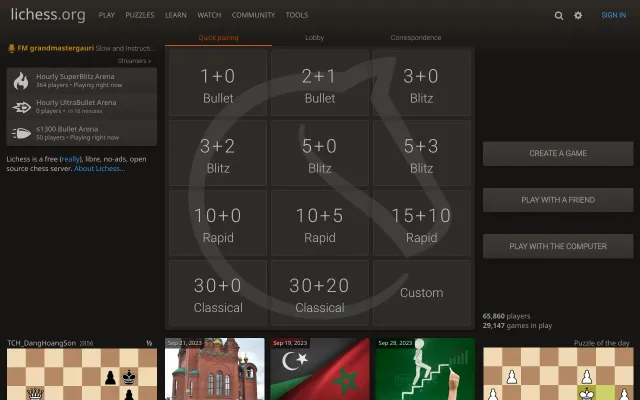 lichess.org PLAY PUZZLES LEARN WATCH COMMUNITY TOOLS SIGN IN
FM grandmastergauri Slow and Instructi...
Streamers »
Hourly SuperBlitz Arena
364 players • Playing right now
Hourly UltraBullet Arena
0 players • in 16 minutes
≤1300 Bullet Arena
50 players • Playing right now
Lichess is a free (really), libre, no-ads, open
source chess server. About Lichess...
Quick pairing Lobby Correspondence
1+0 2+1 3+0
Bullet Bullet Blitz
3+2 5+0 5+3
Blitz Blitz Blitz
10+0 10+5 15+10
Rapid Rapid Rapid
30+0 30+20 Custom
Classical Classical
CREATE A GAME
PLAY WITH A FRIEND
PLAY WITH THE COMPUTER
65,860 players
29,147 games in play
TCH_DangHoangSon 2856 ½
Sep 21, 2023 Sep 19, 2023 Sep 28, 2023
Puzzle of the day